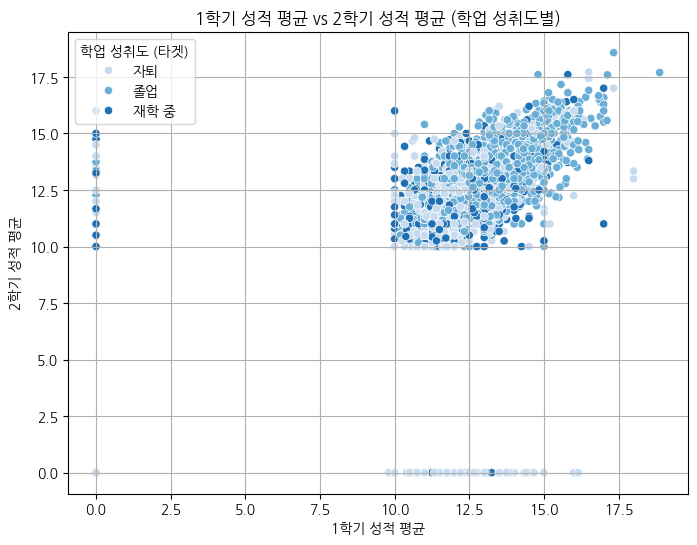 1학기 성적 평균 vs 2학기 성적 평균 (학업 성취도별)
학업 성취도 (타겟)
자퇴
졸업
재학 중
2학기 성적 평균
17.5
15.0
12.5
10.0
7.5
5.0
2.5
0.0
0.0
2.5
5.0
7.5
10.0
12.5
15.0
17.5
1학기 성적 평균